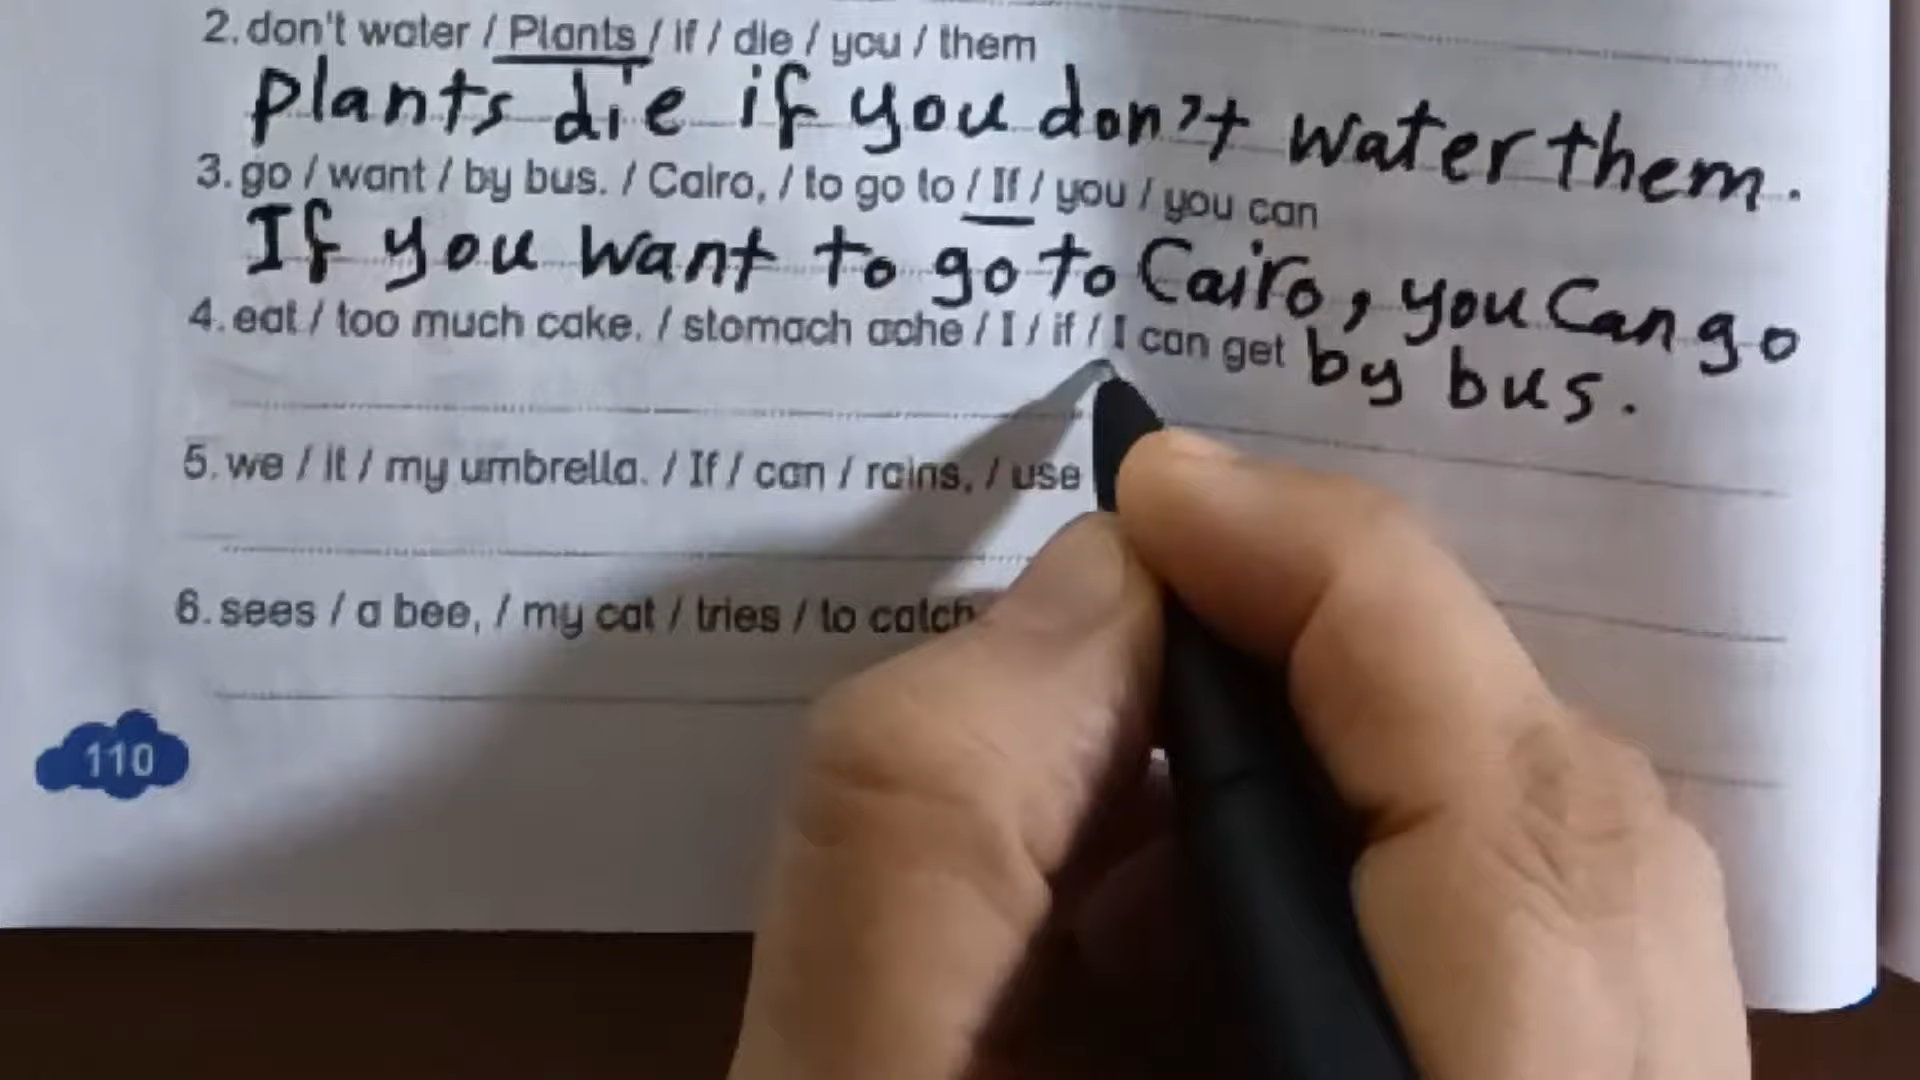 2. don't water / Plants / if / die / you / them
plants die if you don't water them.
3. go / want / by bus. / Cairo, / to go to / If / you / you can
If you want to go to Cairo, you Can go
by bus.
4. eat / too much cake. / stomach ache / I / if / I can get
5. we / it / my umbrella. / If / can / rains, / use
6. sees / a bee, / my cat / tries / to catch
110